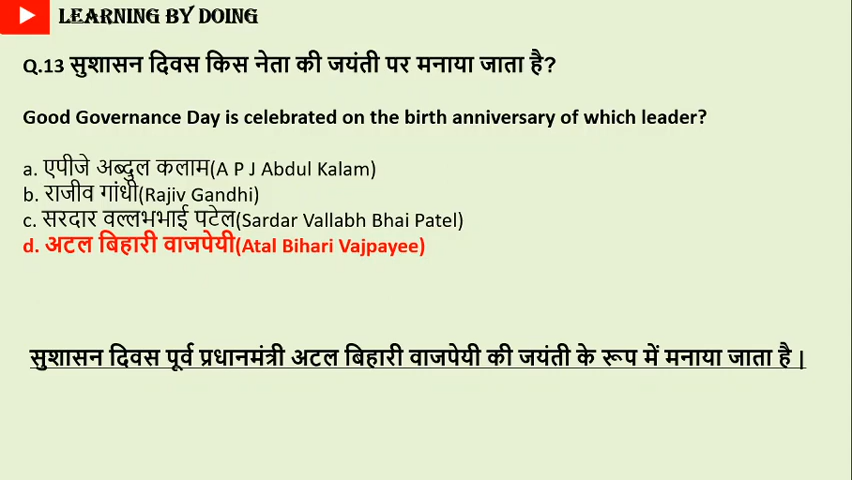 LEARNING BY DOING
Q.13 सुशासन दिवस किस नेता की जयंती पर मनाया जाता है?
Good Governance Day is celebrated on the birth anniversary of which leader?
a. एपीजे अब्दुल कलाम(A P J Abdul Kalam)
b. राजीव गांधी(Rajiv Gandhi)
c. सरदार वल्लभभाई पटेल(Sardar Vallabh Bhai Patel)
d. अटल बिहारी वाजपेयी(Atal Bihari Vajpayee)
सुशासन दिवस पूर्व प्रधानमंत्री अटल बिहारी वाजपेयी की जयंती के रूप में मनाया जाता है |